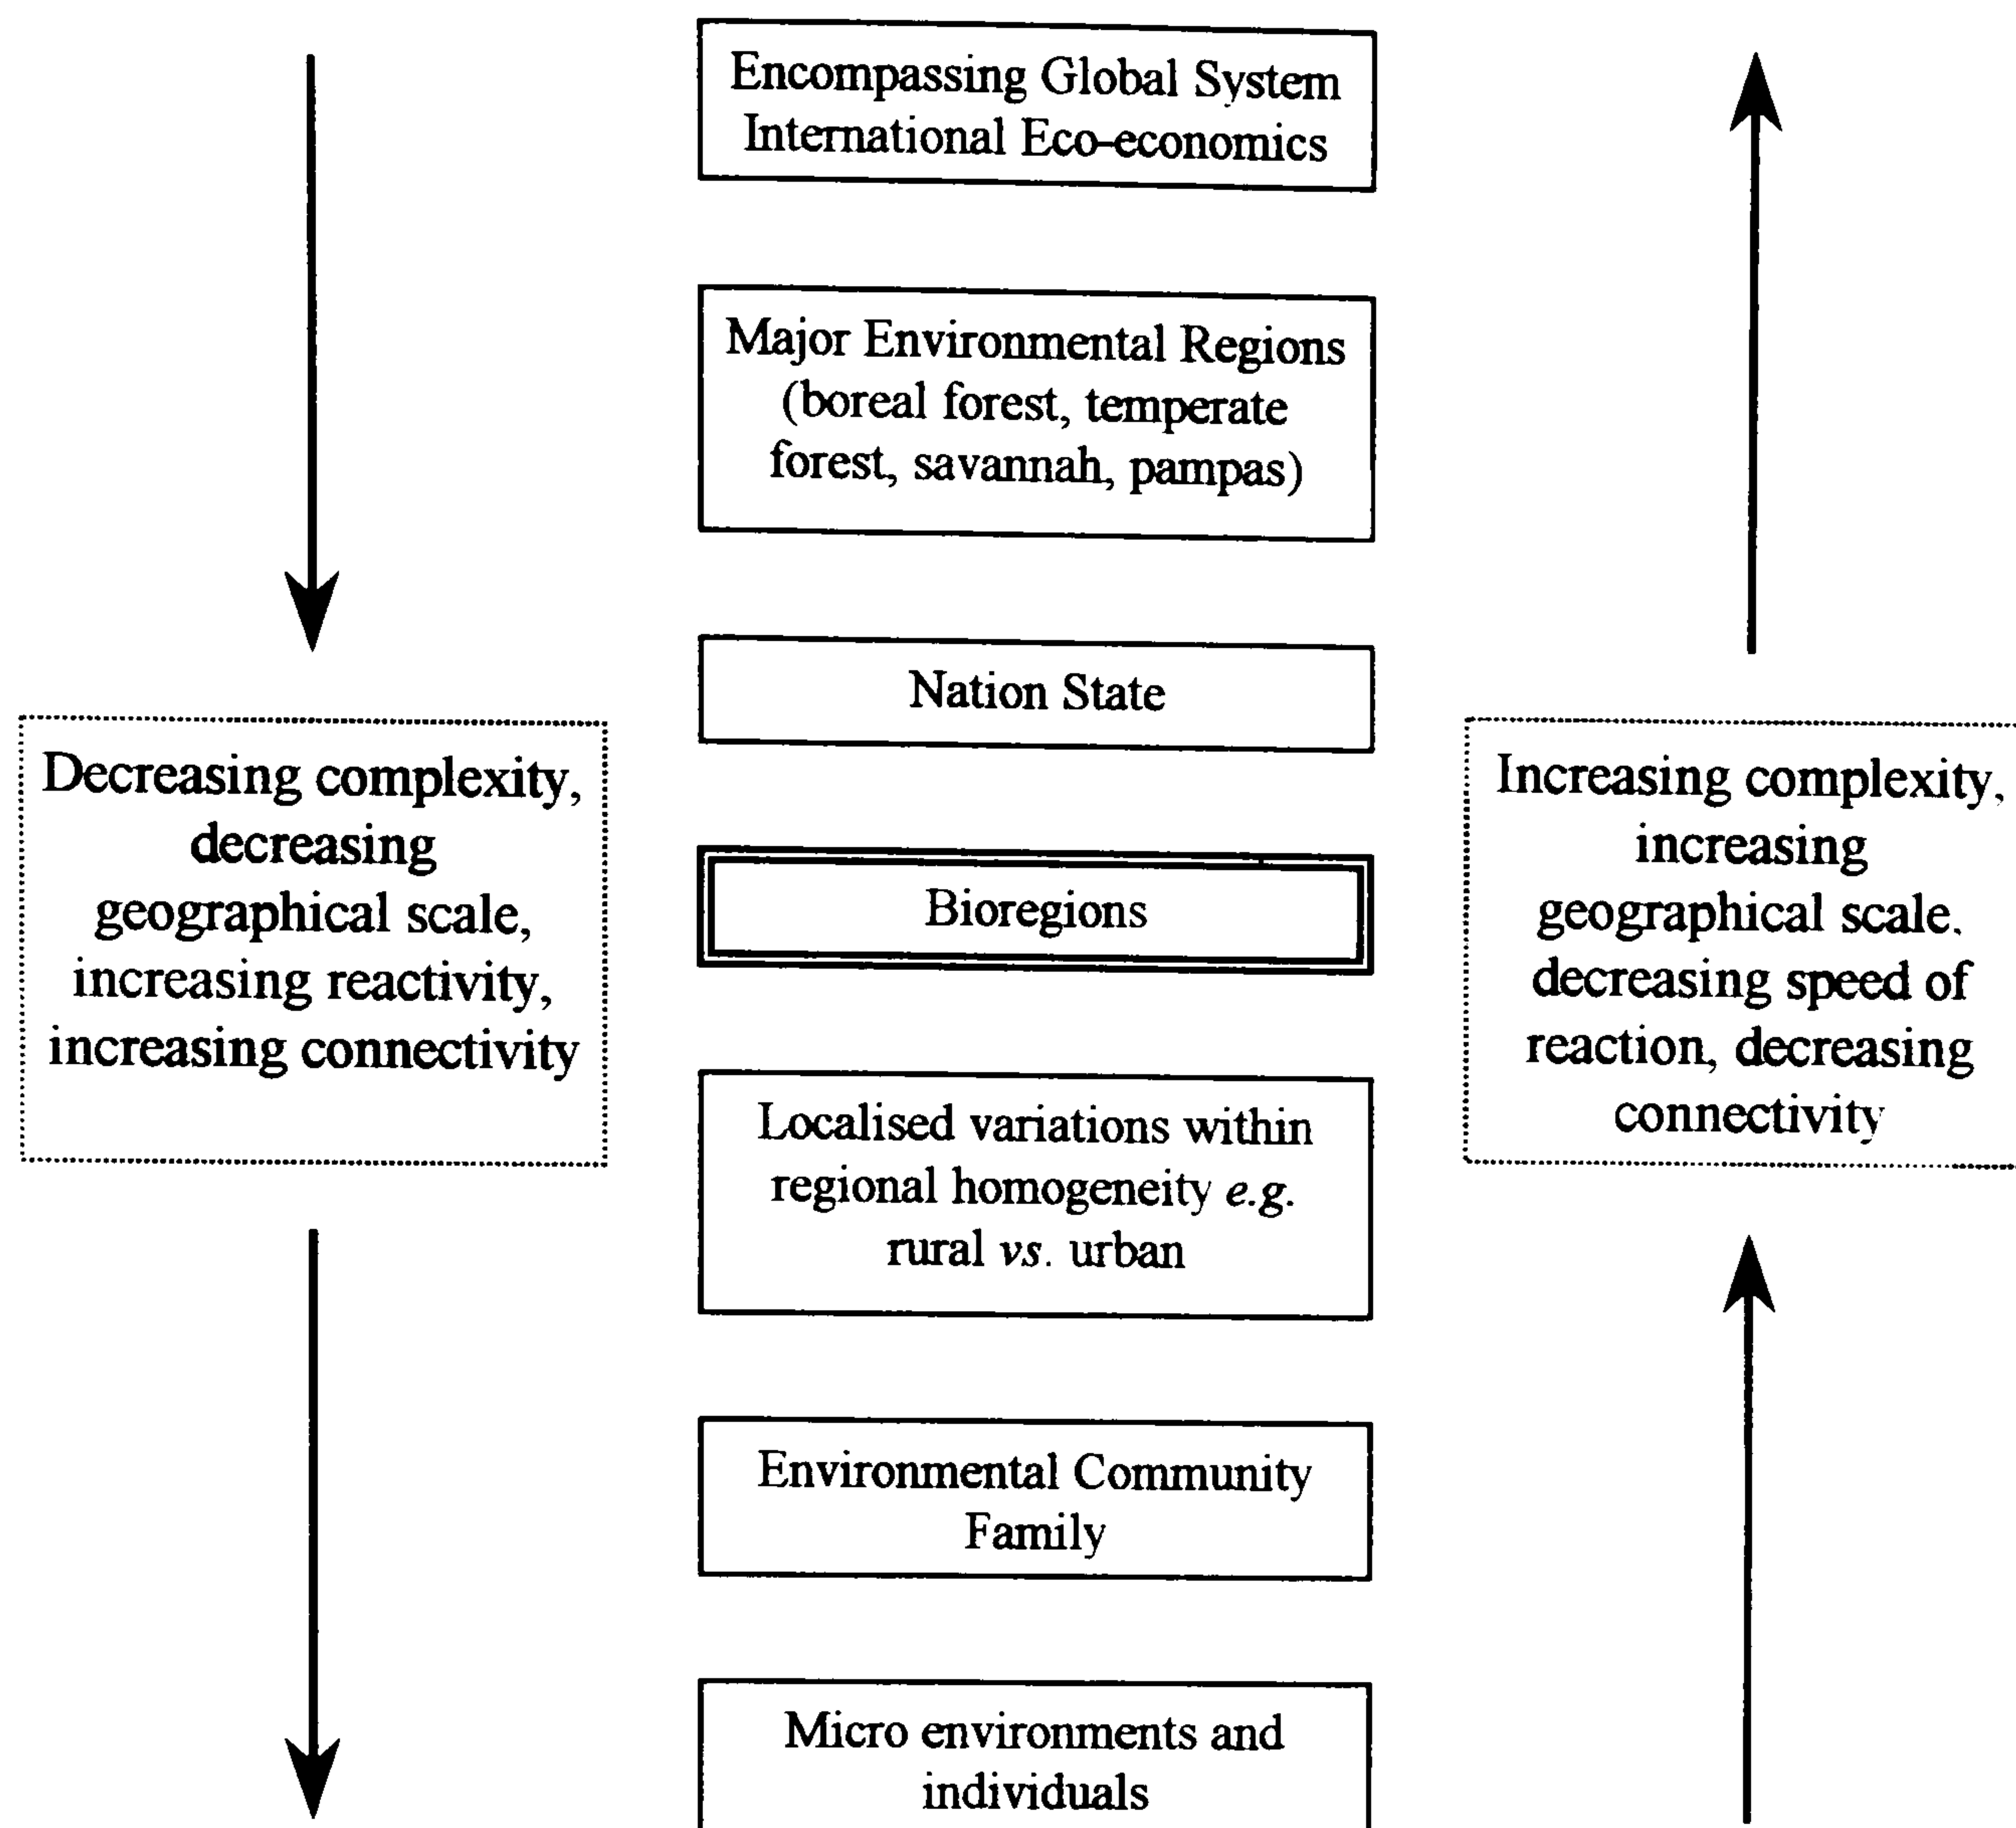 Encompassing Global System
International Eco-economics
Major Environmental Regions
(boreal forest, temperate
forest, savannah, pampas)
Nation State
Decreasing complexity,
decreasing
geographical scale,
increasing reactivity,
increasing connectivity
Bioregions
Increasing complexity,
increasing
geographical scale,
decreasing speed of
reaction, decreasing
connectivity
Localised variations within
regional homogeneity e.g.
rural vs. urban
Environmental Community
Family
Micro environments and
individuals